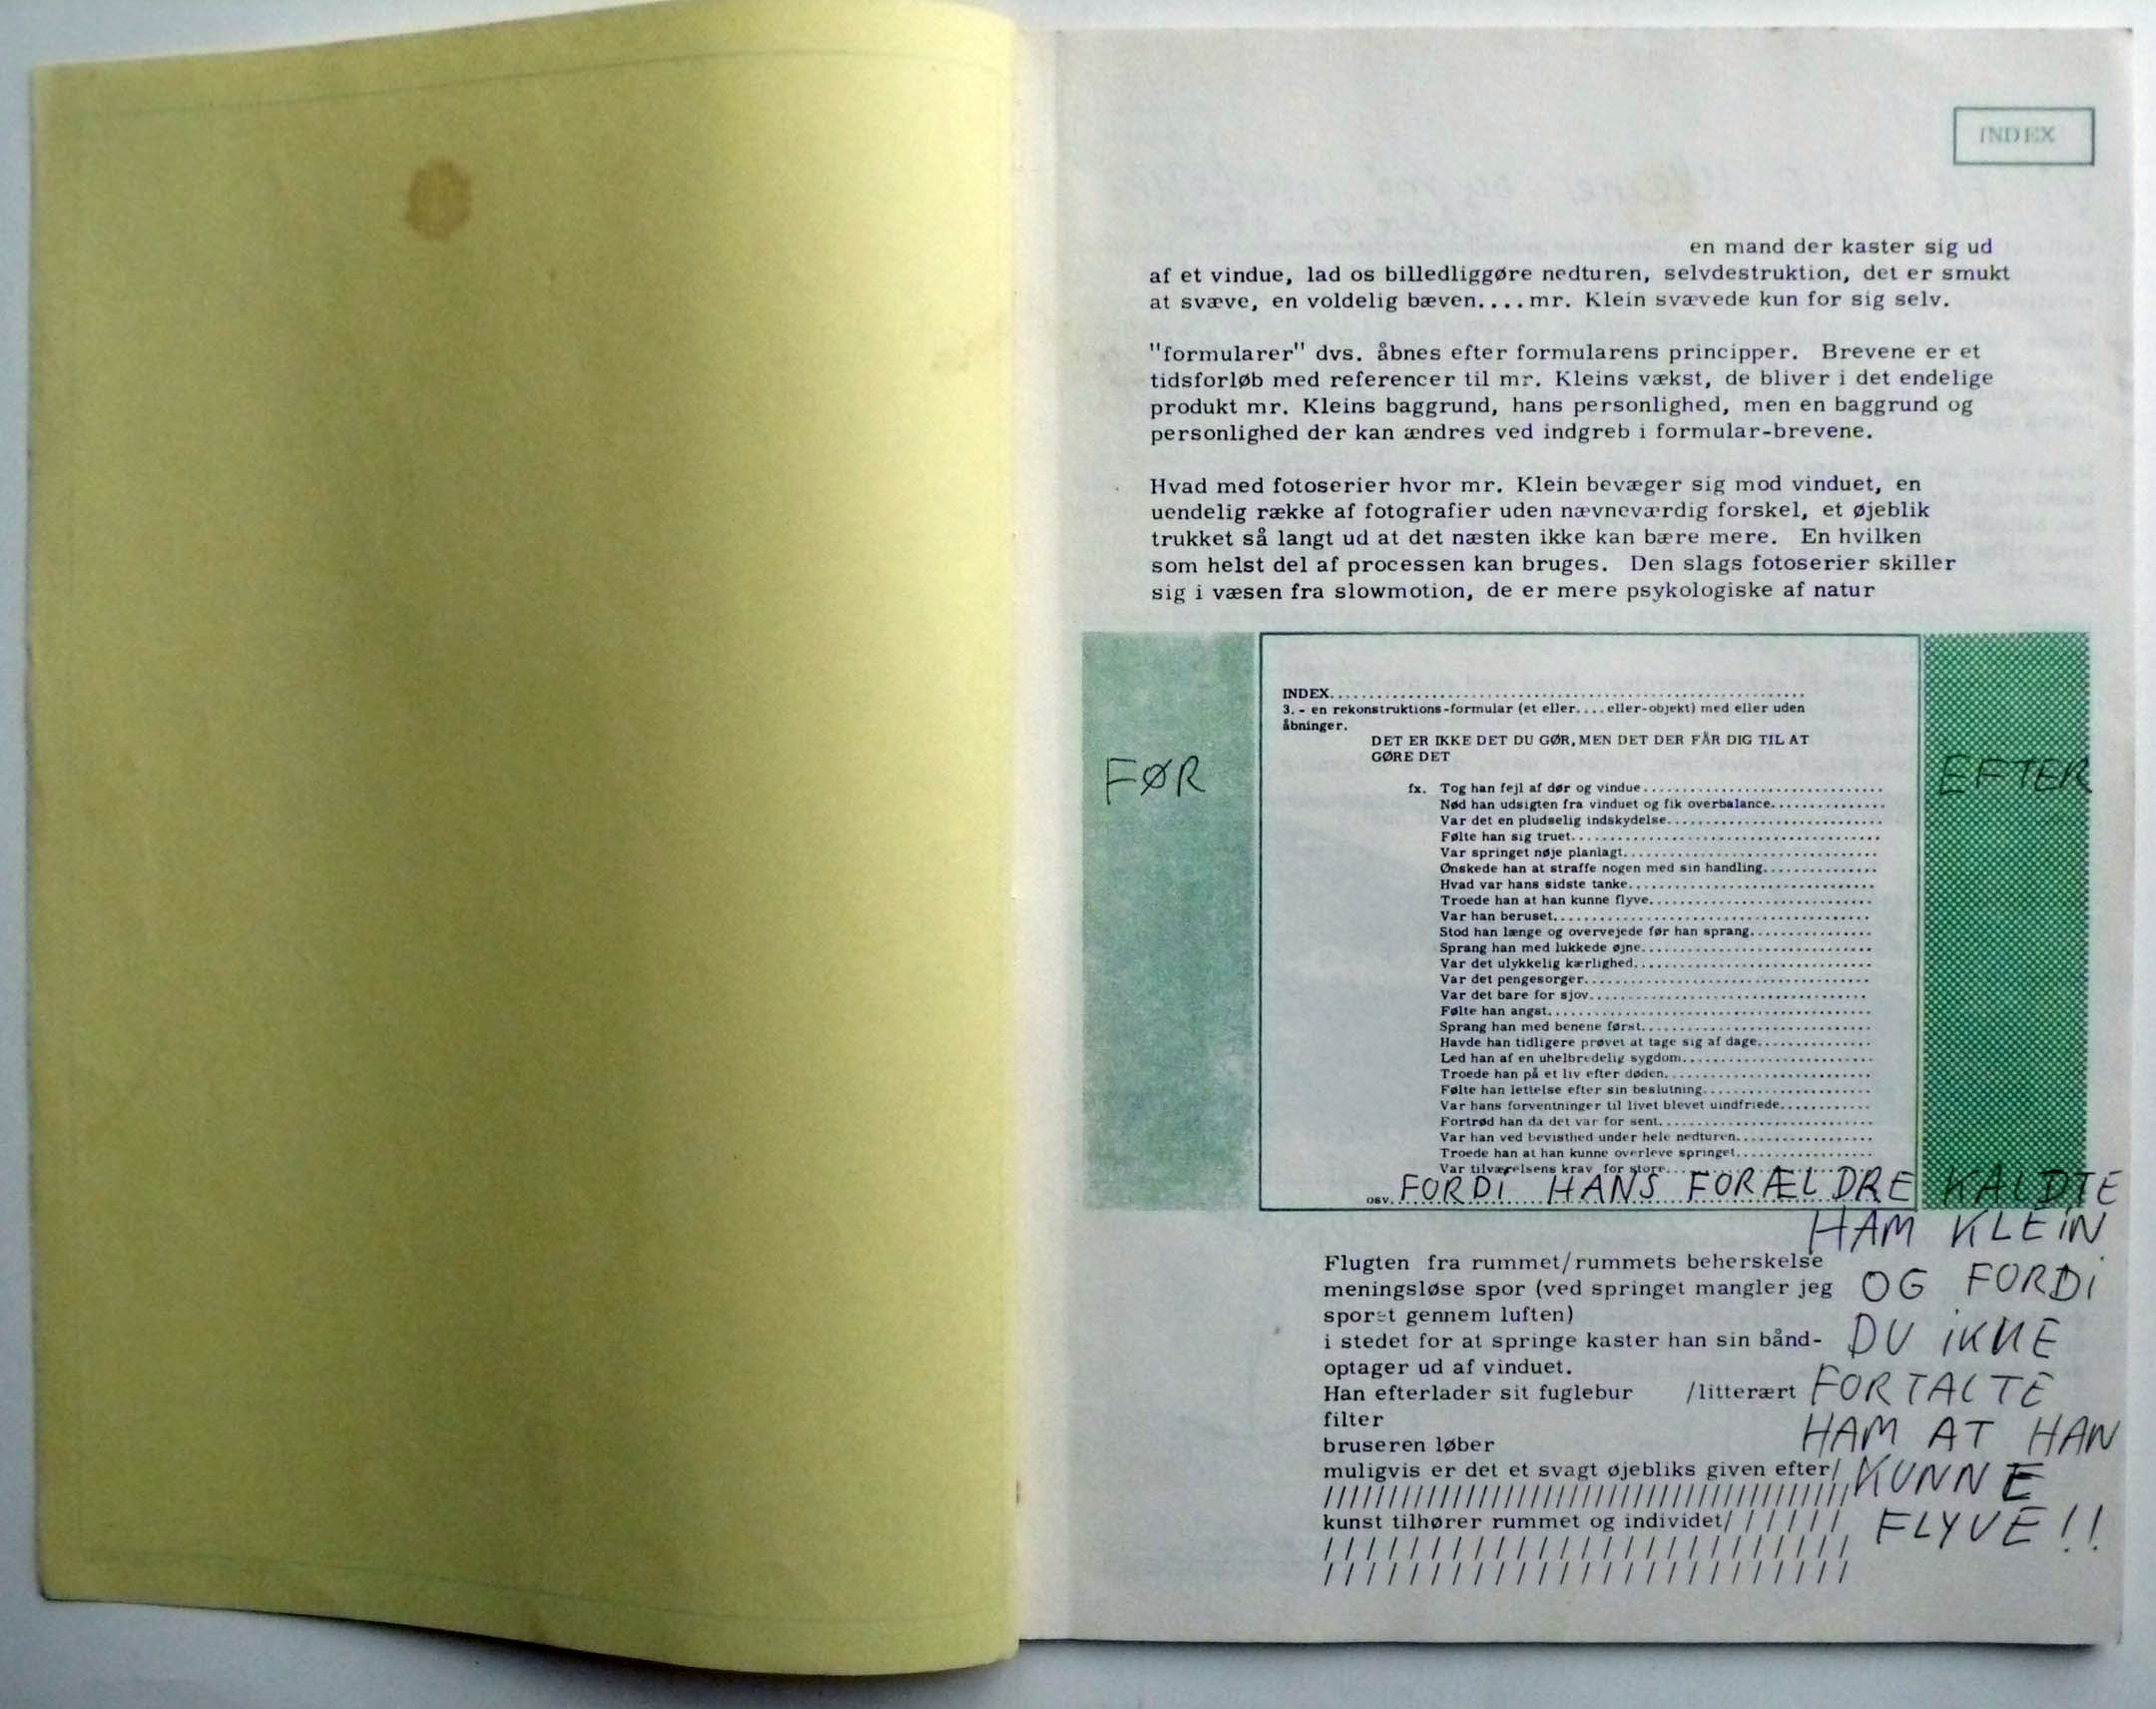 INDEX
en mand der kaster sig ud
af et vindue, lad os billedliggøre nedturen, selvdestruktion, det er smukt
at svæve, en voldelig bæven....mr. Klein svævede kun for sig selv.
"formularer" dvs. åbnes efter formularens principper. Brevene er et
tidsforløb med referencer til mr. Kleins vækst, de bliver i det endelige
produkt mr. Kleins baggrund, hans personlighed, men en baggrund og
personlighed der kan ændres ved indgreb i formular-brevene.
Hvad med fotoserier hvor mr. Klein bevæger sig mod vinduet, en
uendelig række af fotografier uden nævneværdig forskel, et øjeblik
trukket så langt ud at det næsten ikke kan bære mere. En hvilken
som helst del af processen kan bruges. Den slags fotoserier skiller
sig i væsen fra slowmotion, de er mere psykologiske af natur
FØR
EFTER
INDEX..............................................................
3. - en rekonstruktions-formular (et eller....eller-objekt) med eller uden
åbninger.
DET ER IKKE DET DU GØR, MEN DET DER FÅR DIG TIL AT
GØRE DET
fx. Tog han fejl af dør og vindue..............................
Nød han udsigten fra vinduet og fik overbalance...............
Var det en pludselig indskydelse............................
Følte han sig truet.........................................
Var springet nøje planlagt..................................
Ønskede han at straffe nogen med sin handling...............
Hvad var hans sidste tanke.................................
Troede han at han kunne flyve..............................
Var han beruset............................................
Stod han længe og overvejede før han sprang................
Sprang han med lukkede øjne................................
Var det ulykkelig kærlighed................................
Var det pengesorger........................................
Var det bare for sjov......................................
Følte han angst............................................
Sprang han med benene først................................
Havde han tidligere prøvet at tage sig af dage...............
Led han af en uhelbredelig sygdom..........................
Troede han på et liv efter døden...........................
Følte han lettelse efter sin beslutning......................
Var hans forventninger til livet blevet uindfriede............
Fortrød han da det var for sent............................
Var han ved bevisthed under hele nedturen..................
Troede han at han kunne overleve springet..................
Var tilværelsens krav for store............................
osv. FORDI HANS FORÆLDRE KALDTE
HAM KLEIN
OG FORDI
DU IKKE
FORTALTE
HAM AT HAN
KUNNE
FLYVE!!
Flugten fra rummet/rummets beherskelse
meningsløse spor (ved springet mangler jeg
sporet gennem luften)
i stedet for at springe kaster han sin bånd-
optager ud af vinduet.
Han efterlader sit fuglebur /litterært
filter
bruseren løber
muligvis er det et svagt øjebliks given efter/
//////////////////////////////////////////
kunst tilhører rummet og individet///////
/////////////////////////
/////////////////////////